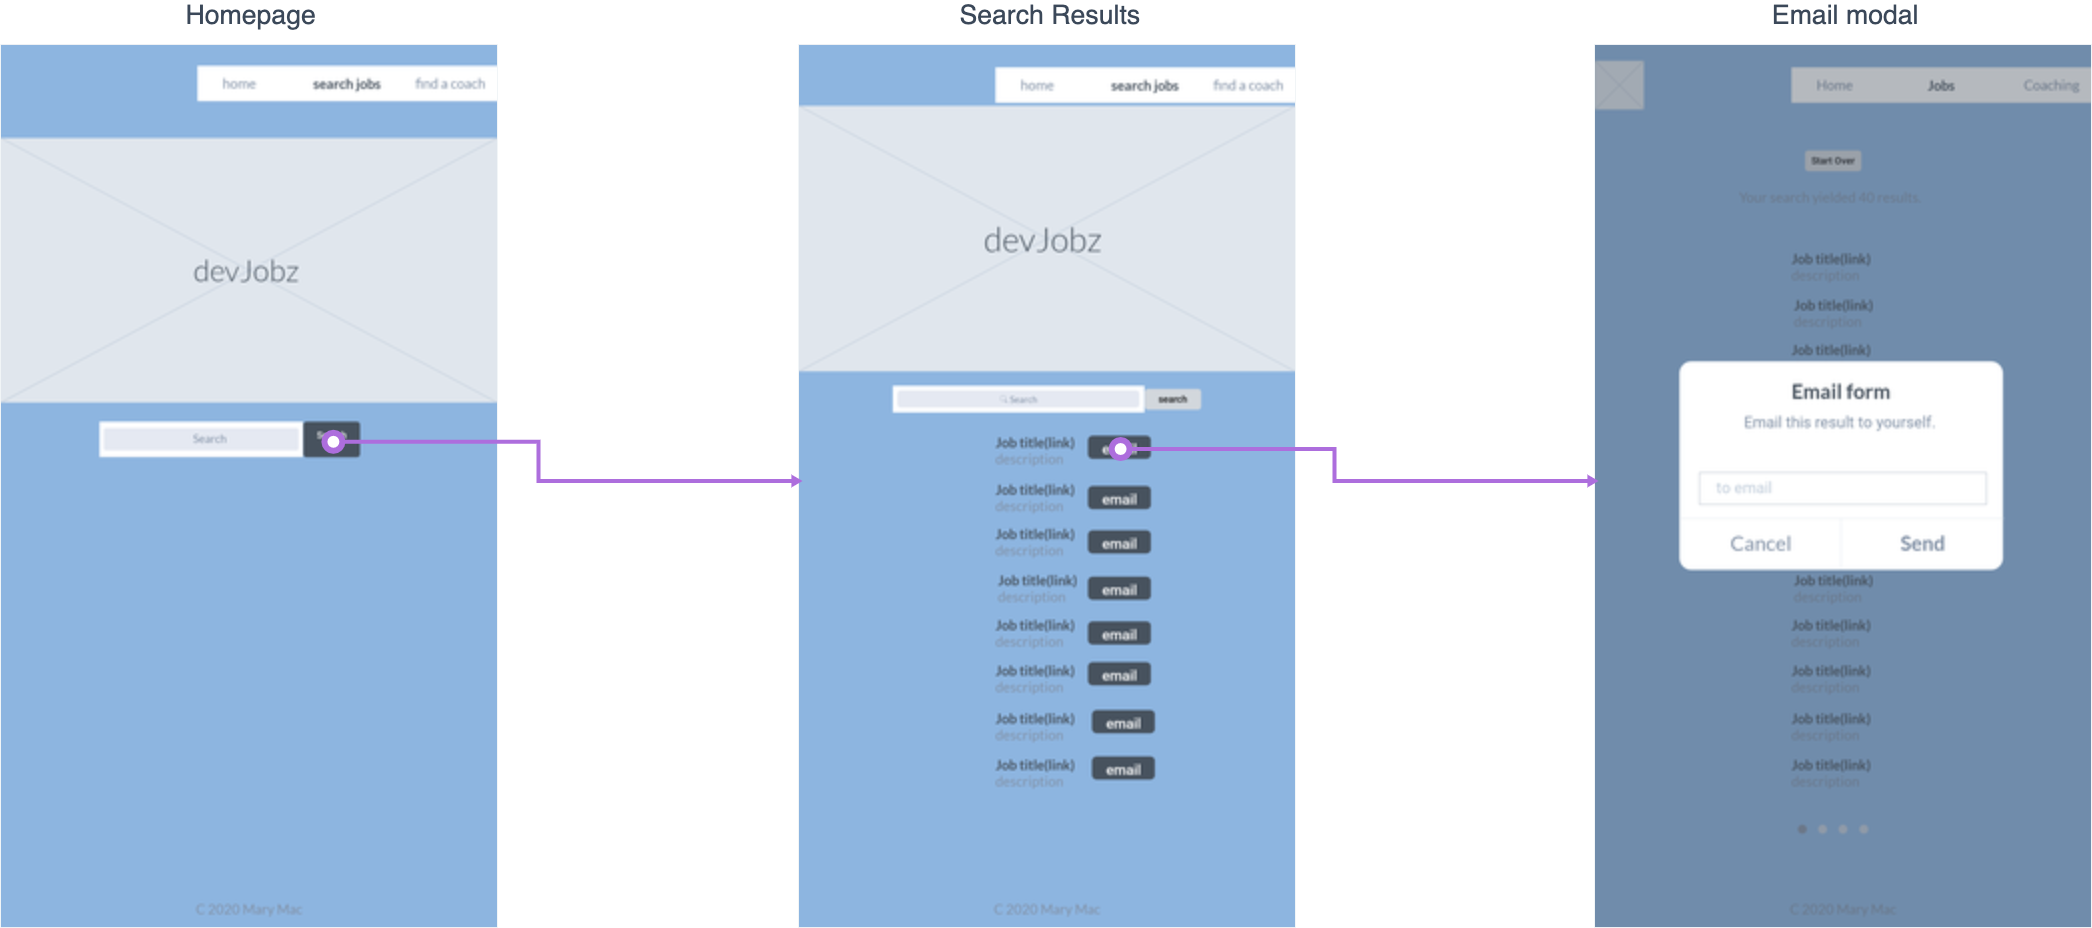 Homepage
home search jobs find a coach
devJobz
Search
C 2020 Mary Mac
Search Results
home search jobs find a coach
devJobz
Search search
Job title(link)
description
Job title(link) email
description
Job title(link) email
description
Job title(link) email
description
Job title(link) email
description
Job title(link) email
description
Job title(link) email
description
Job title(link) email
description
C 2020 Mary Mac
Email modal
Home Jobs Coaching
Start Over
Your search yielded 40 results
Job title(link)
description
Job title(link)
description
Job title(link)
Email form
Email this result to yourself.
to email
Cancel Send
Job title(link)
description
Job title(link)
description
Job title(link)
description
Job title(link)
description
Job title(link)
description
C 2020 Mary Mac